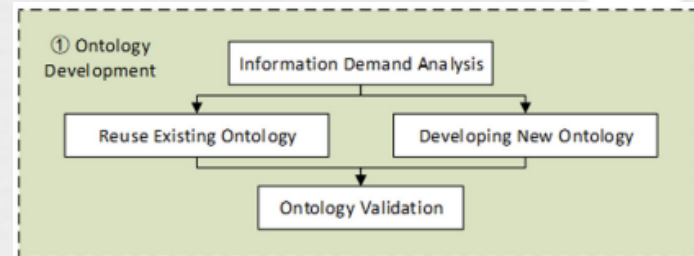 ① Ontology
Development
Information Demand Analysis
Reuse Existing Ontology
Developing New Ontology
Ontology Validation